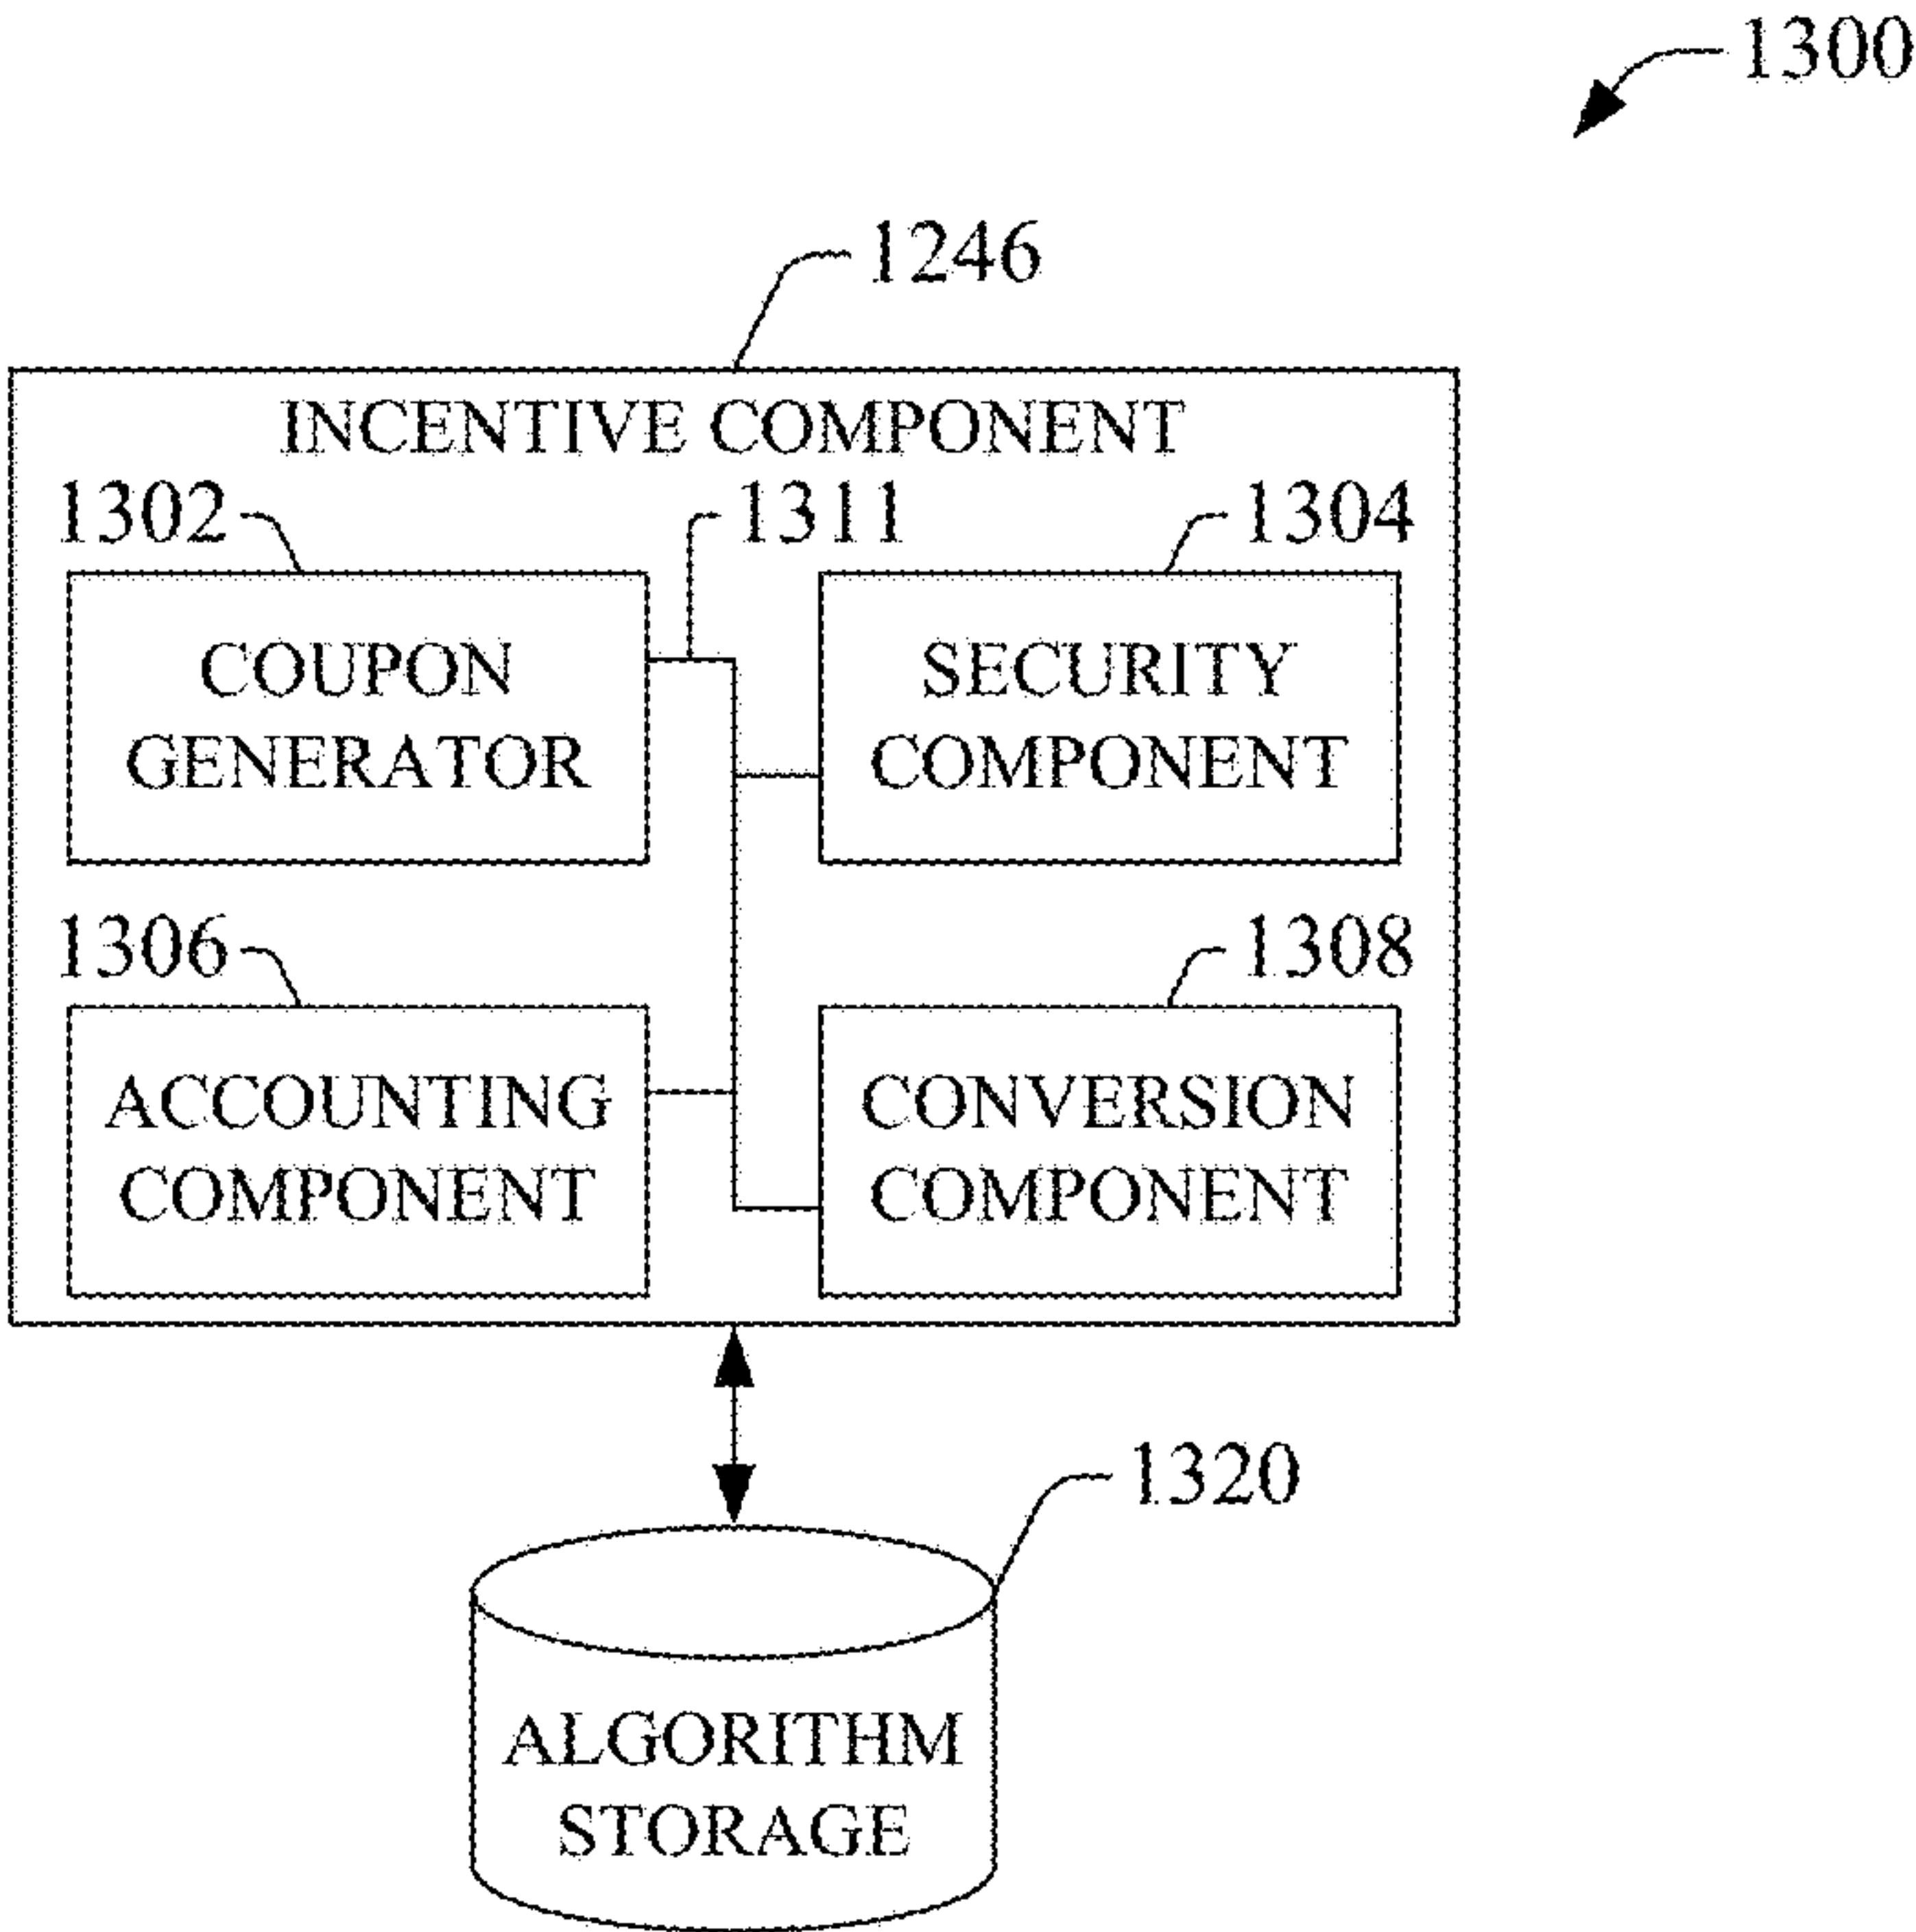 1300
1246
INCENTIVE COMPONENT
1302
1311
1304
COUPON
GENERATOR
SECURITY
COMPONENT
1306
1308
ACCOUNTING
COMPONENT
CONVERSION
COMPONENT
1320
ALGORITHM
STORAGE